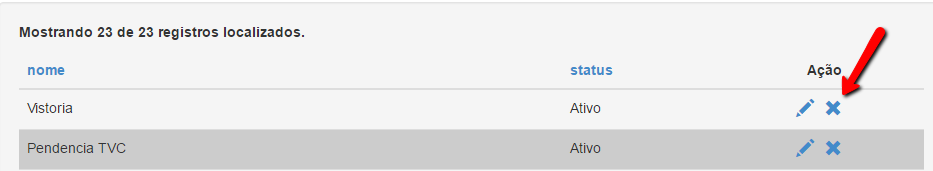 Mostrando 23 de 23 registros localizados.
nome status Ação
Vistoria Ativo
Pendencia TVC Ativo